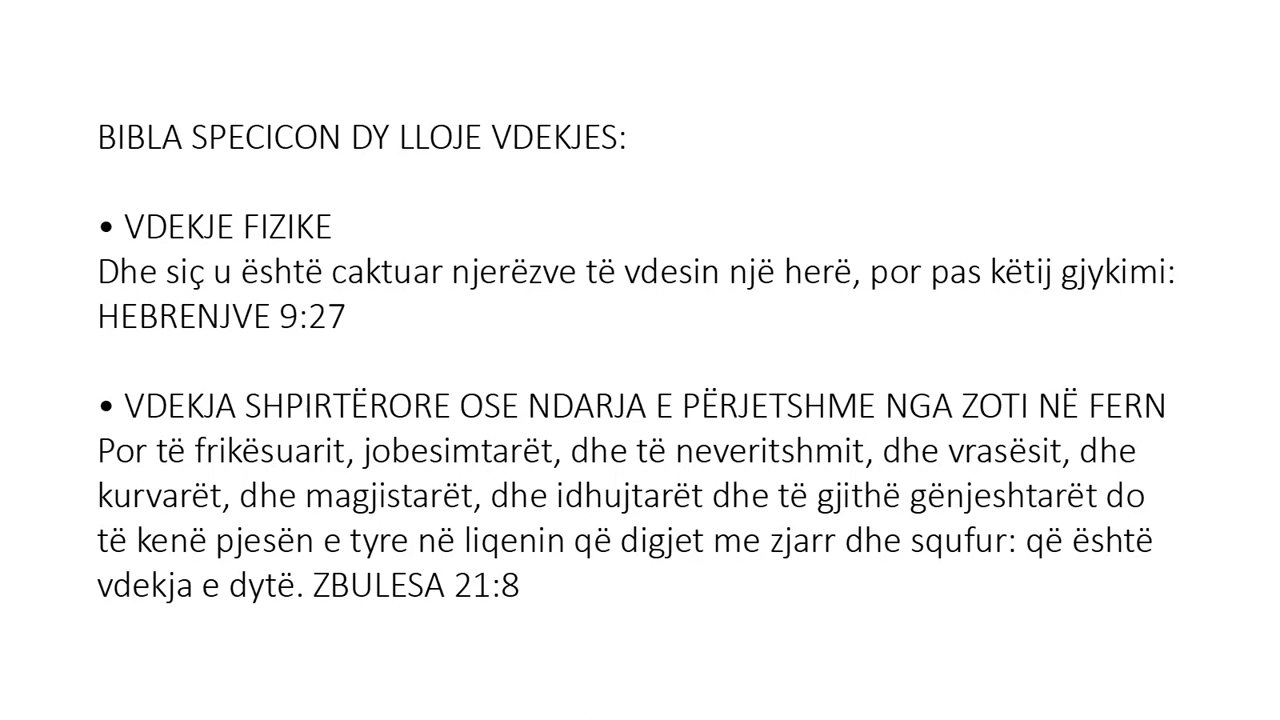 BIBLA SPECICON DY LLOJE VDEKJES:
• VDEKJE FIZIKE
Dhe siç u është caktuar njerëzve të vdesin një herë, por pas këtij gjykimi:
HEBRENJVE 9:27
• VDEKJA SHPIRTËRORE OSE NDARJA E PËRJETSHME NGA ZOTI NË FERN
Por të frikësuarit, jobesimtarët, dhe të neveritshmit, dhe vrasësit, dhe
kurvarët, dhe magjistarët, dhe idhujtarët dhe të gjithë gënjeshtarët do
të kenë pjesën e tyre në liqenin që digjet me zjarr dhe squfur: që është
vdekja e dytë. ZBULESA 21:8